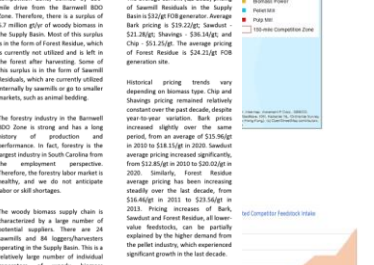 mile drive from the Barnwell BDO
Zone. Therefore, there is a surplus of
.7 million gt/yr of woody biomass in
the Supply Basin. Most of this surplus
is in the form of Forest Residue, which
is currently not utilized and is left in
the forest after harvesting. Some of
this surplus is in the form of Sawmill
Residuals, which are currently utilized
internally by sawmills or go to smaller
markets, such as animal bedding.
The forestry industry in the Barnwell
BDO Zone is strong and has a long
history of production and
performance. In fact, forestry is the
largest industry in South Carolina from
the employment perspective.
Therefore, the forestry labor market is
healthy, and we do not anticipate
labor or skill shortages.
The woody biomass supply chain is
characterized by a large number of
potential suppliers. There are 24
sawmills and 84 loggers/harvesters
operating in the Supply Basin. This is a
relatively large number of individual
of Sawmill Residuals in the Supply
Basin is $32/gt FOB generator. Average
Bark pricing is $19.22/gt; Sawdust -
$21.28/gt; Shavings - $36.14/gt; and
Chip - $51.25/gt. The average pricing
of Forest Residue is $24.21/gt FOB
generation site.
Historical pricing trends vary
depending on biomass type. Chip and
Shavings pricing remained relatively
constant over the past decade, despite
year-to-year variation. Bark prices
increased slightly over the same
period, from an average of $15.96/gt
in 2010 to $18.15/gt in 2020. Sawdust
average pricing increased significantly,
from $12.85/gt in 2010 to $20.02/gt in
2020. Similarly, Forest Residue
average pricing has been increasing
steadily over the last decade, from
$16.46/gt in 2011 to $23.56/gt in
2013. Pricing increases of Bark,
Sawdust and Forest Residue, all lower-
value feedstocks, can be partially
explained by the higher demand from
the pellet industry, which experienced
significant growth in the last decade.
Biomass Power
Pellet Mill
Pulp Mill
150-mile Competition Zone
ted Competitor Feedstock Intake